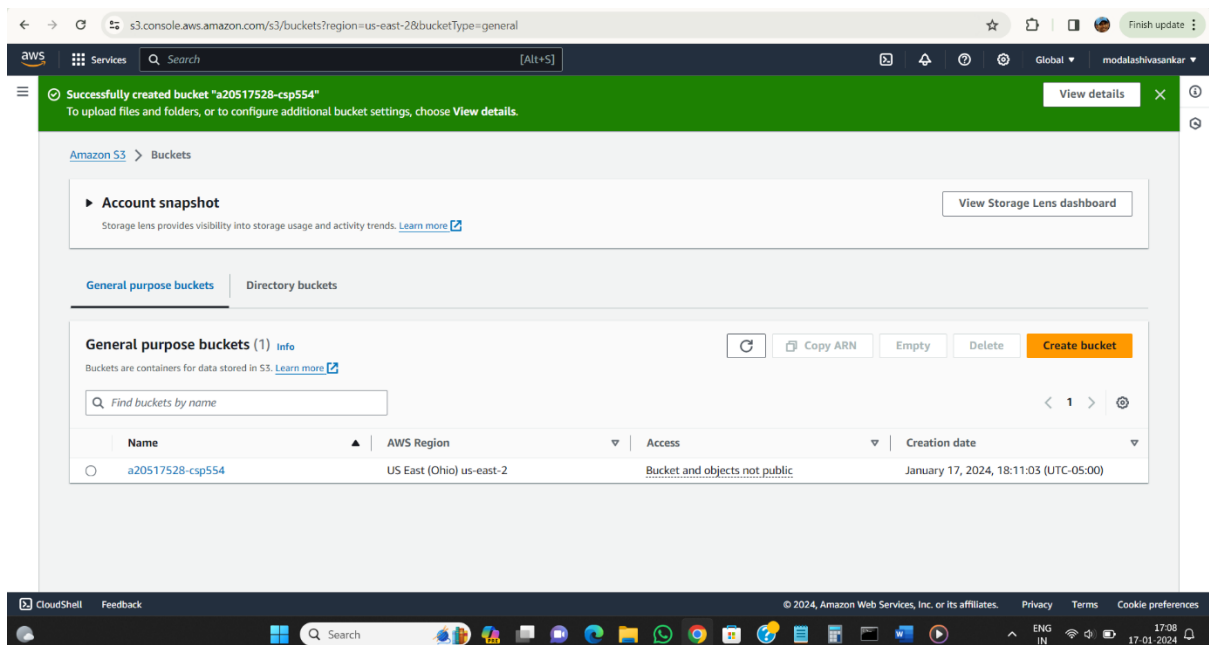 s3.console.aws.amazon.com/s3/buckets?region=us-east-2&bucketType=general Finish update
aws Services Search [Alt+S] Global modalashivasankar
Successfully created bucket "a20517528-csp554" View details
To upload files and folders, or to configure additional bucket settings, choose View details.
Amazon S3 > Buckets
Account snapshot View Storage Lens dashboard
Storage lens provides visibility into storage usage and activity trends. Learn more
General purpose buckets Directory buckets
General purpose buckets (1) Info Copy ARN Empty Delete Create bucket
Buckets are containers for data stored in S3. Learn more
Find buckets by name < 1 >
Name AWS Region Access Creation date
a20517528-csp554 US East (Ohio) us-east-2 Bucket and objects not public January 17, 2024, 18:11:03 (UTC-05:00)
CloudShell Feedback © 2024, Amazon Web Services, Inc. or its affiliates. Privacy Terms Cookie preferences
Search ENG 17:08
IN 17-01-2024